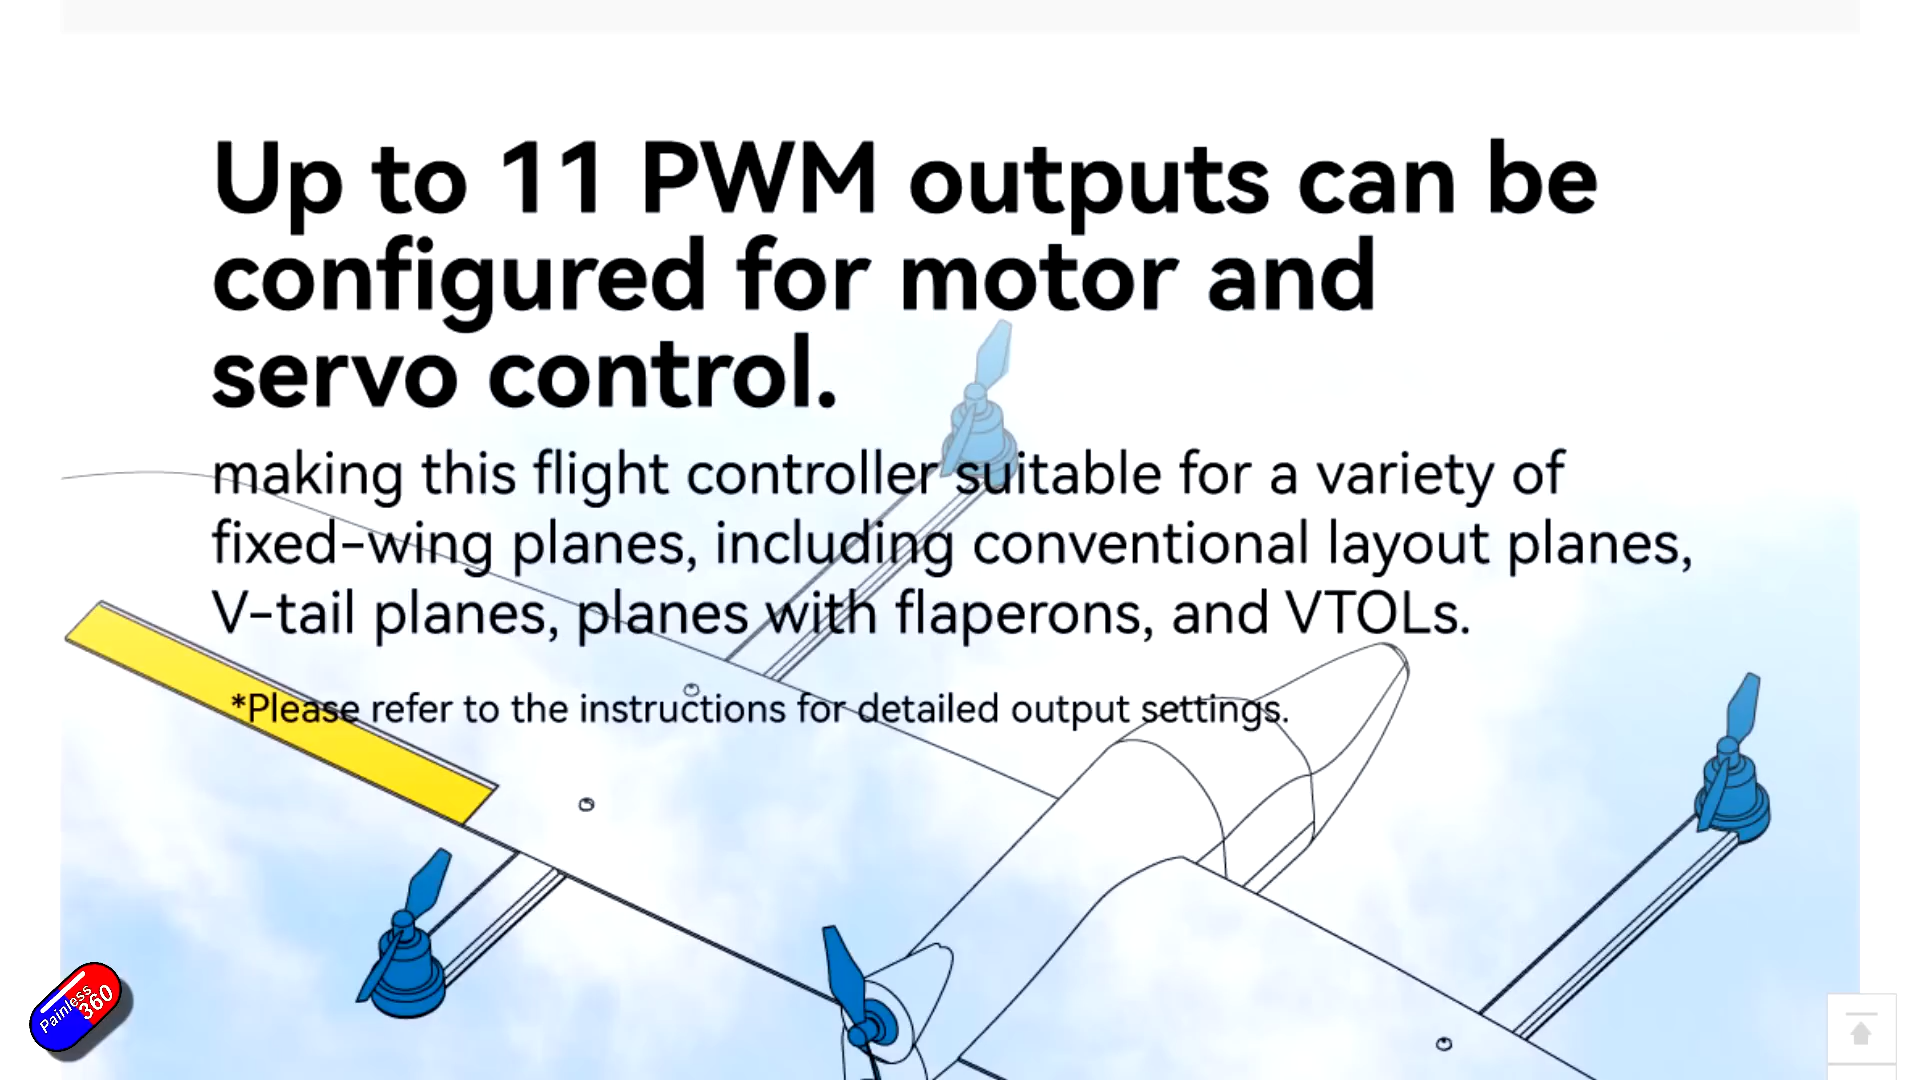 Up to 11 PWM outputs can be
configured for motor and
servo control.
making this flight controller suitable for a variety of
fixed-wing planes, including conventional layout planes,
V-tail planes, planes with flaperons, and VTOLs.
*Please refer to the instructions for detailed output settings.
Painless
360